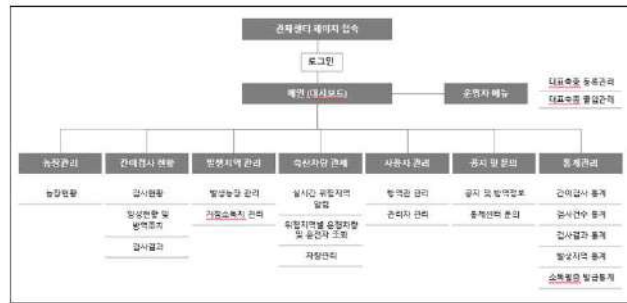 관제센터 페이지 접속
로그인
메인 (대시보드)
운영자 메뉴
대표축종 등록관리
대표축종 출입관리
농장관리
간이검사 현황
발생지역 관리
축산차량 관제
사용자 관리
공지 및 문의
통계관리
농장현황
검사현황
발생현황 및
방역조치
검사결과
발생농장 관리
거점소독지 관리
실시간 위험지역
알림
위험지역별 운행차량
및 운전자 조회
차량관리
방역관 관리
관리자 관리
공지 및 방역정보
통제센터 문의
간이검사 통계
검사건수 통계
검사결과 통계
발생지역 통계
소독필증 발급통계